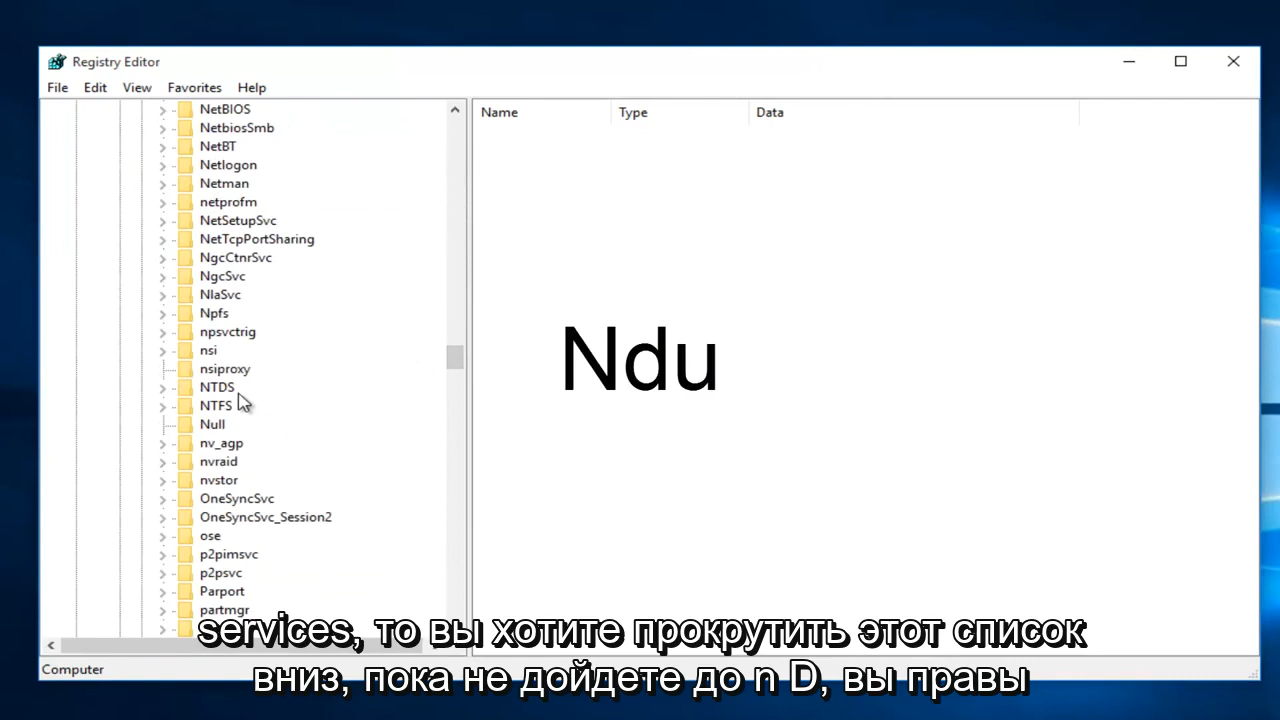 Registry Editor
File Edit View Favorites Help
Name Type Data
NetBIOS
NetbiosSmb
NetBT
Netlogon
Netman
netprofm
NetSetupSvc
NetTcpPortSharing
NgcCtnrSvc
NgcSvc
NlaSvc
Npfs
npsvctrig
nsi
nsiproxy
NTDS
NTFS
Null
nv_agp
nvraid
nvstor
OneSyncSvc
OneSyncSvc_Session2
ose
p2pimsvc
p2psvc
Parport
partmgr
Ndu
services, то вы хотите прокрутить этот список
вниз, пока не дойдете до n D, вы правы
Computer